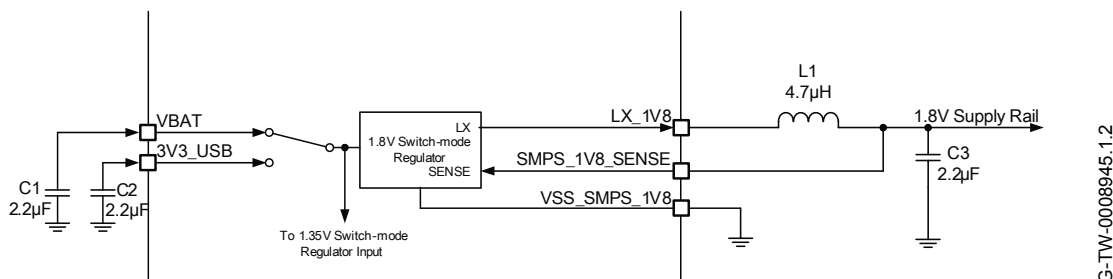 L1
4.7µH
VBAT
LX_1V8
1.8V Supply Rail
LX
1.8V Switch-mode
Regulator
SENSE
3V3_USB
SMPS_1V8_SENSE
C1
2.2µF
C2
2.2µF
C3
2.2µF
VSS_SMPS_1V8
To 1.35V Switch-mode
Regulator Input
G-TW-0008945.1.2